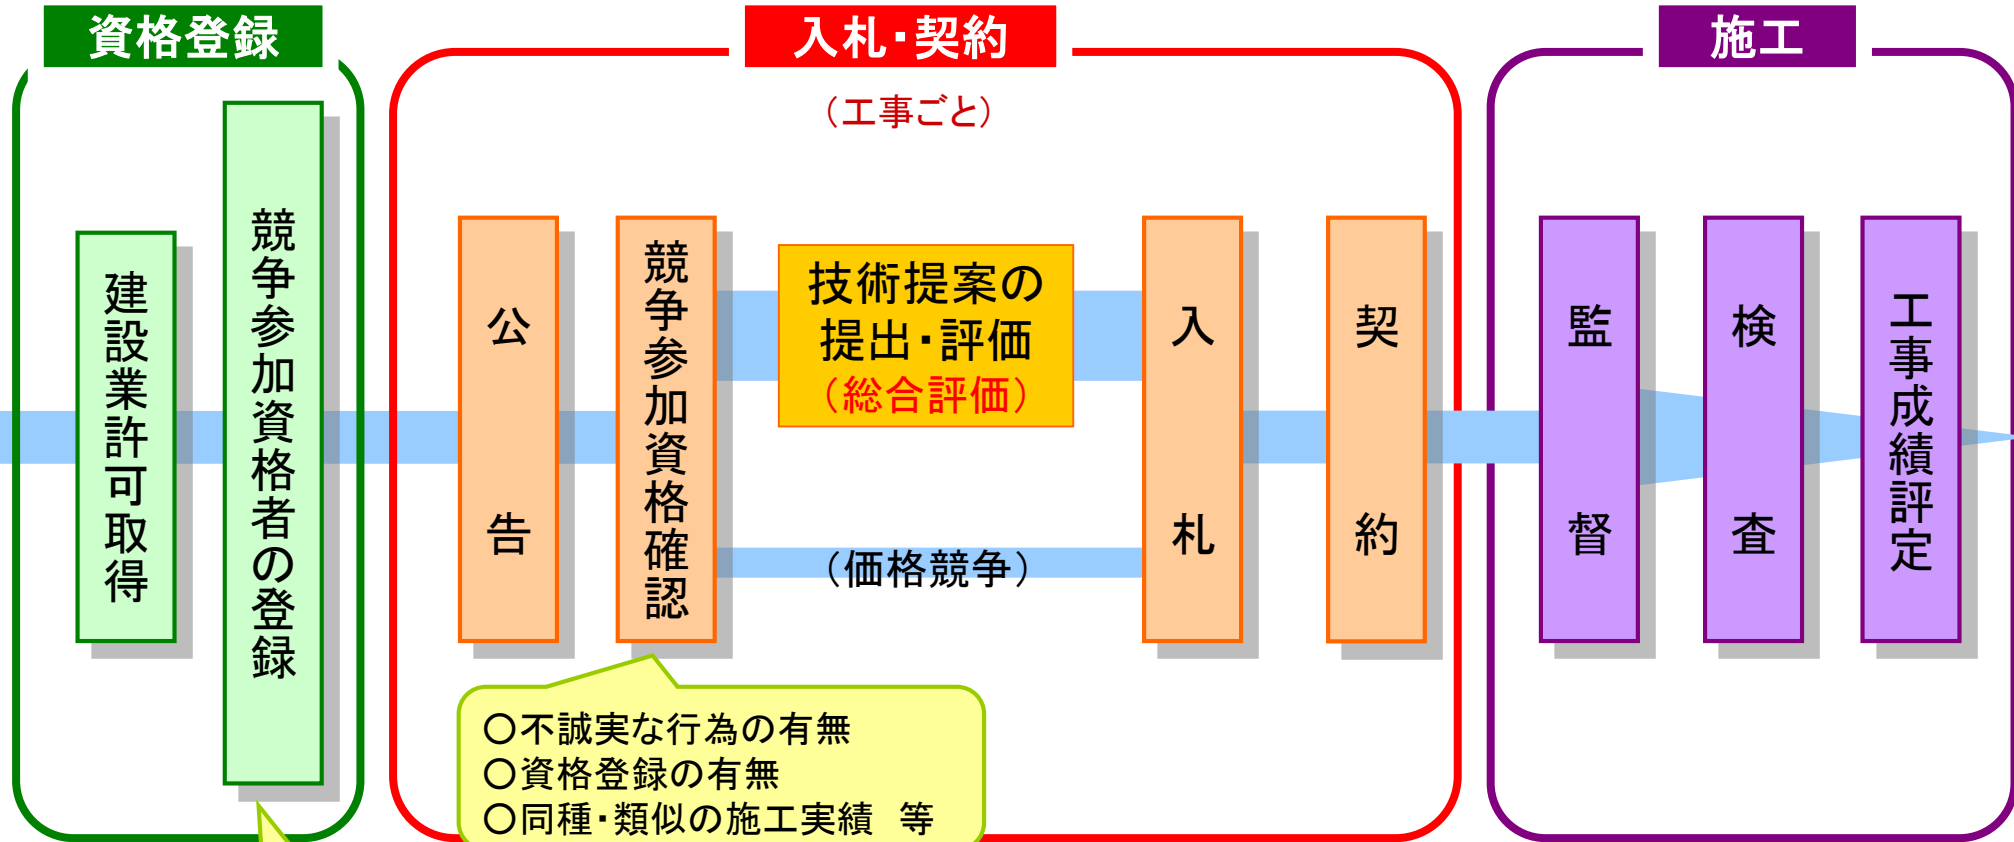 資格登録
建設業許可取得
競争参加資格者の登録
入札・契約
（工事ごと）
公告
競争参加資格確認
技術提案の
提出・評価
（総合評価）
（価格競争）
入札
契約
○不誠実な行為の有無
○資格登録の有無
○同種・類似の施工実績　等
施工
監督
検査
工事成績評定